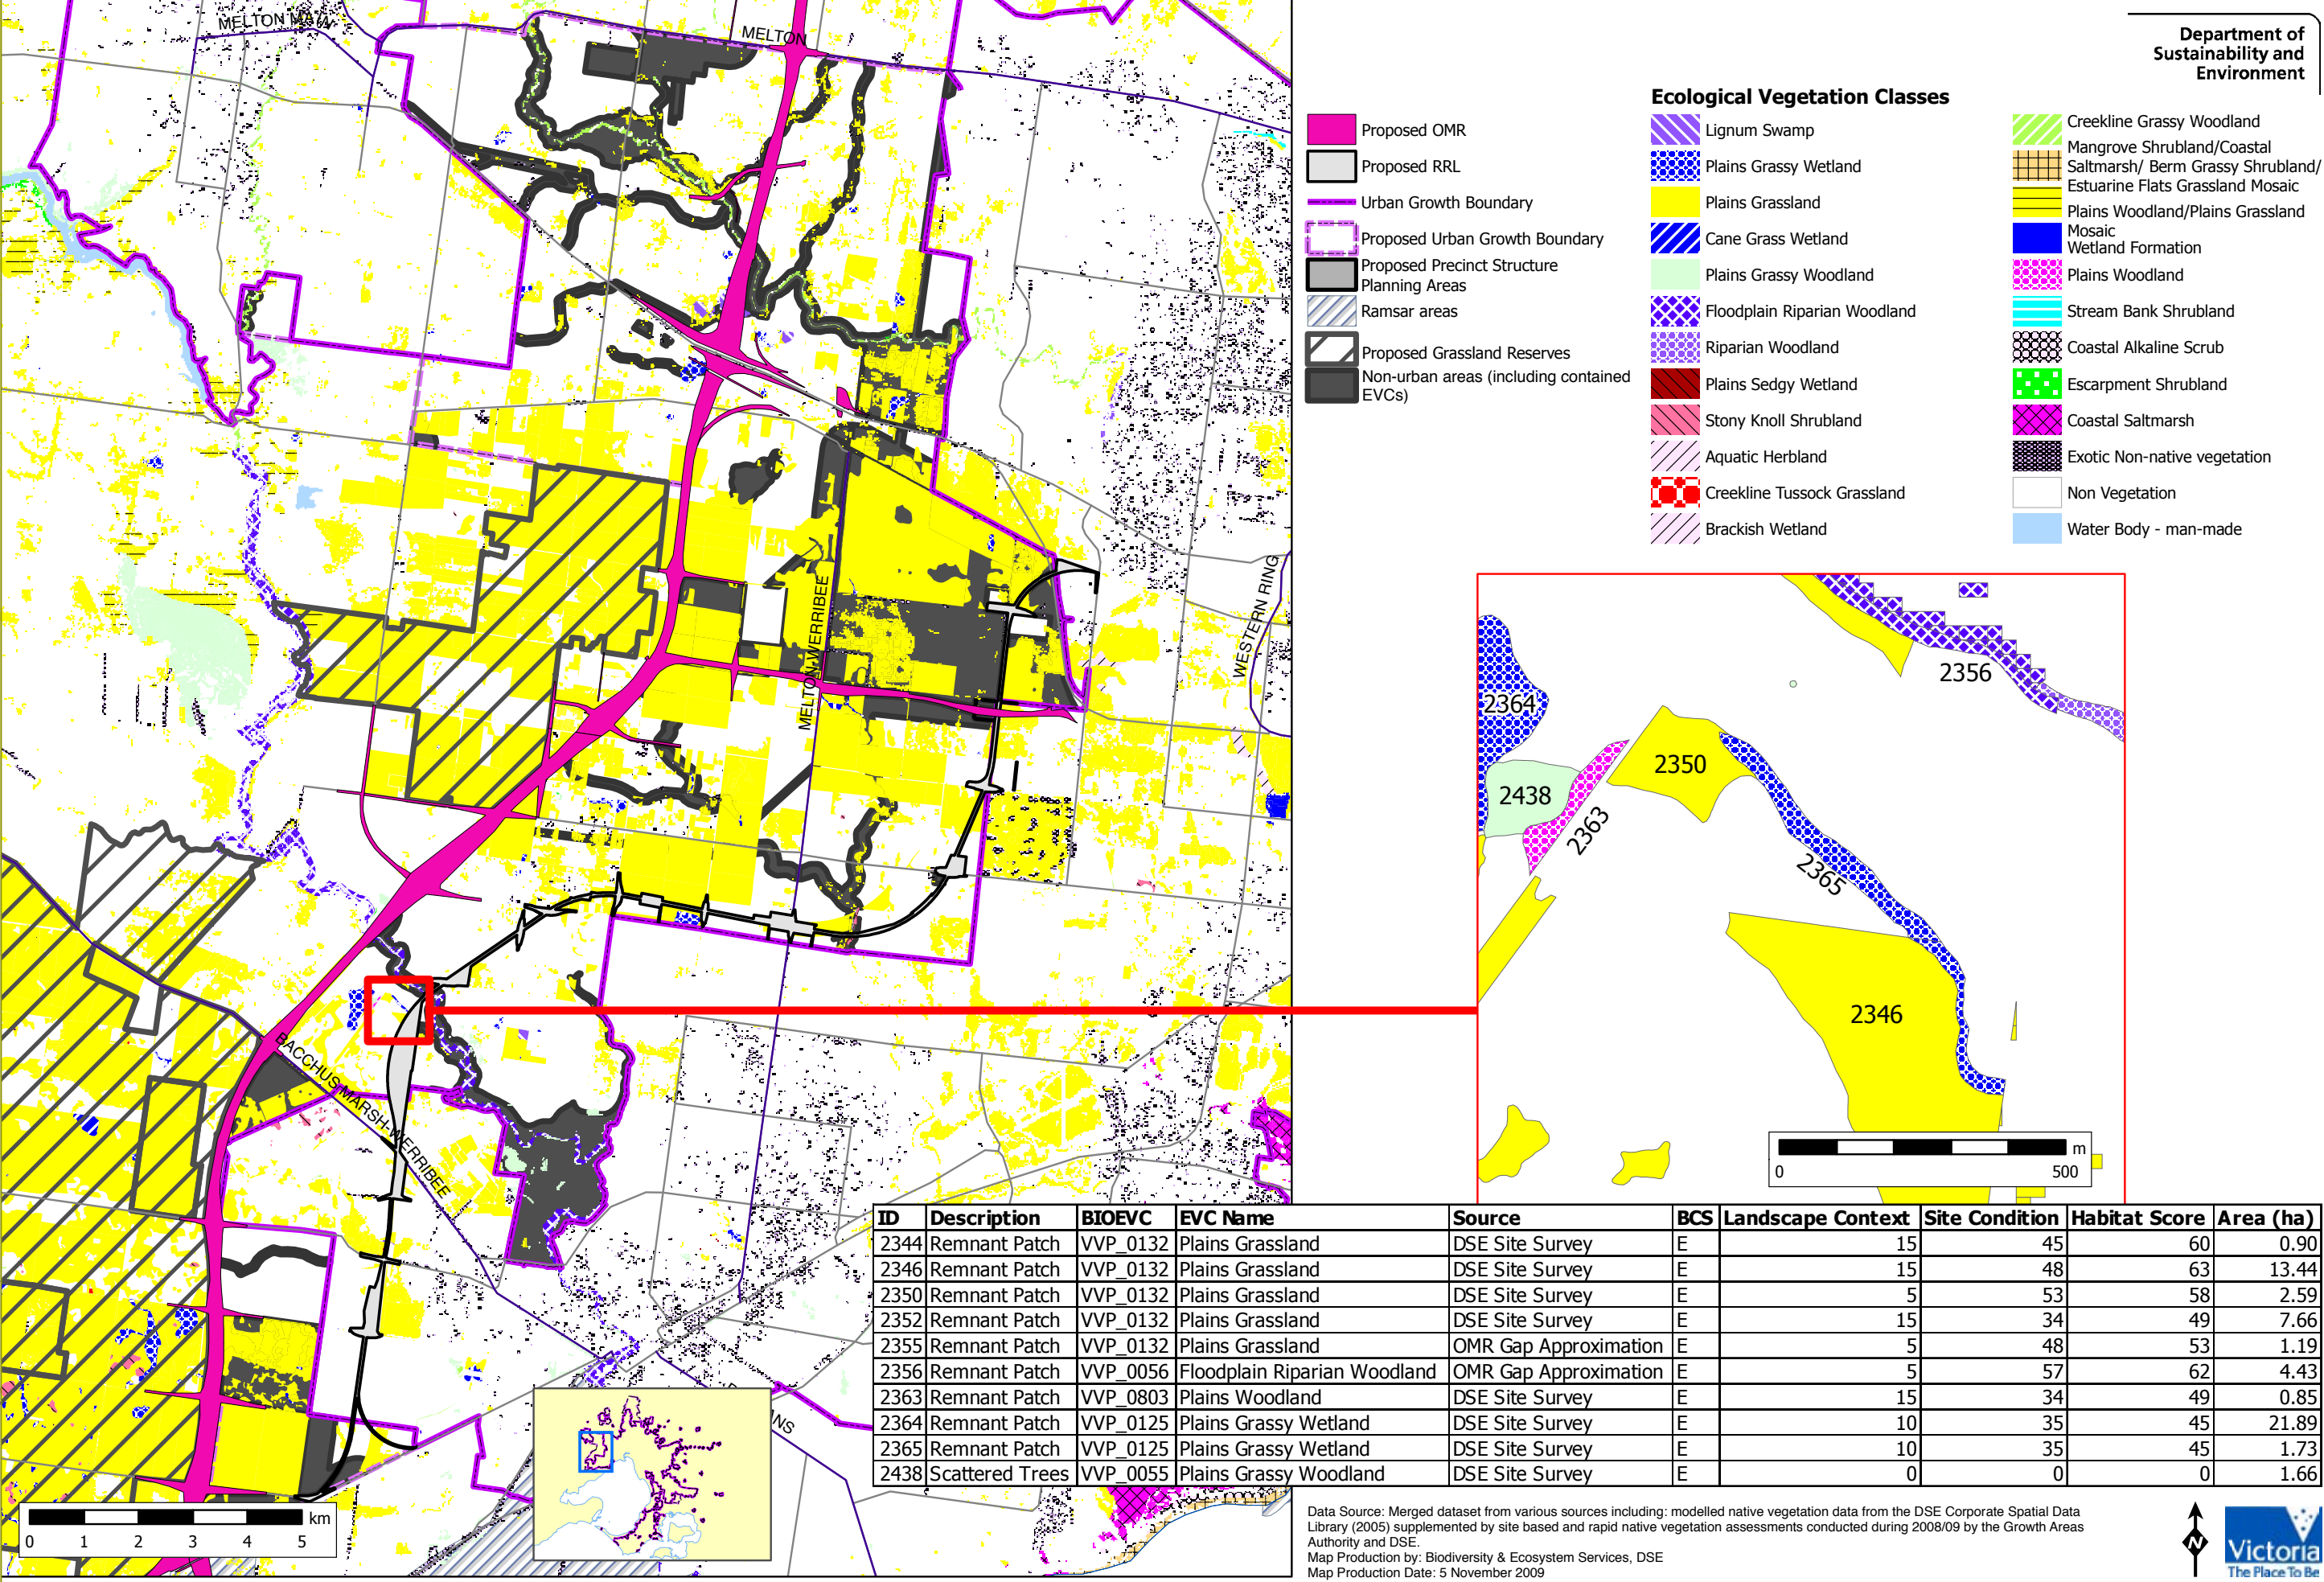 MELTON
Department of
Sustainability and
Environment
Proposed OMR
Proposed RRL
Urban Growth Boundary
Proposed Urban Growth Boundary
Proposed Precinct Structure
Planning Areas
Ramsar areas
Proposed Grassland Reserves
Non-urban areas (including contained
EVCs)
Ecological Vegetation Classes
Lignum Swamp
Plains Grassy Wetland
Plains Grassland
Cane Grass Wetland
Plains Grassy Woodland
Floodplain Riparian Woodland
Riparian Woodland
Plains Sedgy Wetland
Stony Knoll Shrubland
Aquatic Herbland
Creekline Tussock Grassland
Brackish Wetland
Creekline Grassy Woodland
Mangrove Shrubland/Coastal
Saltmarsh/ Berm Grassy Shrubland/
Estuarine Flats Grassland Mosaic
Plains Woodland/Plains Grassland
Mosaic
Wetland Formation
Plains Woodland
Stream Bank Shrubland
Coastal Alkaline Scrub
Escarpment Shrubland
Coastal Saltmarsh
Exotic Non-native vegetation
Non Vegetation
Water Body - man-made
MELTON-WERRIBEE
WESTERN RING
BACCHUS MARSH-WERRIBEE
2356
2364
2350
2438
2363
2365
2346
0 500 m
ID Description BIOEVC EVC Name Source BCS Landscape Context Site Condition Habitat Score Area (ha)
2344 Remnant Patch VVP_0132 Plains Grassland DSE Site Survey E 15 45 60 0.90
2346 Remnant Patch VVP_0132 Plains Grassland DSE Site Survey E 15 48 63 13.44
2350 Remnant Patch VVP_0132 Plains Grassland DSE Site Survey E 5 53 58 2.59
2352 Remnant Patch VVP_0132 Plains Grassland DSE Site Survey E 15 34 49 7.66
2355 Remnant Patch VVP_0132 Plains Grassland OMR Gap Approximation E 5 48 53 1.19
2356 Remnant Patch VVP_0056 Floodplain Riparian Woodland OMR Gap Approximation E 5 57 62 4.43
2363 Remnant Patch VVP_0803 Plains Woodland DSE Site Survey E 15 34 49 0.85
2364 Remnant Patch VVP_0125 Plains Grassy Wetland DSE Site Survey E 10 35 45 21.89
2365 Remnant Patch VVP_0125 Plains Grassy Wetland DSE Site Survey E 10 35 45 1.73
2438 Scattered Trees VVP_0055 Plains Grassy Woodland DSE Site Survey E 0 0 0 1.66
0 1 2 3 4 5 km
Data Source: Merged dataset from various sources including: modelled native vegetation data from the DSE Corporate Spatial Data
Library (2005) supplemented by site based and rapid native vegetation assessments conducted during 2008/09 by the Growth Areas
Authority and DSE.
Map Production by: Biodiversity & Ecosystem Services, DSE
Map Production Date: 5 November 2009
N
Victoria
The Place To Be